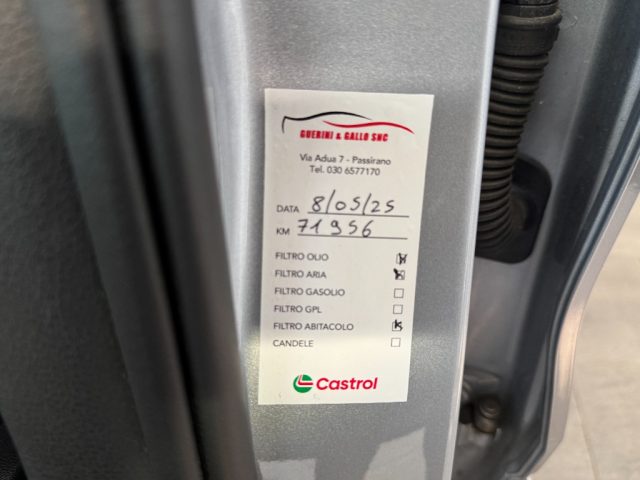 GUERINI & GALLO SNC
Via Adua 7 - Passirano
Tel. 030 6577170
DATA 8/05/25
KM 71956
FILTRO OLIO
FILTRO ARIA
FILTRO GASOLIO
FILTRO GPL
FILTRO ABITACOLO
CANDELE
Castrol